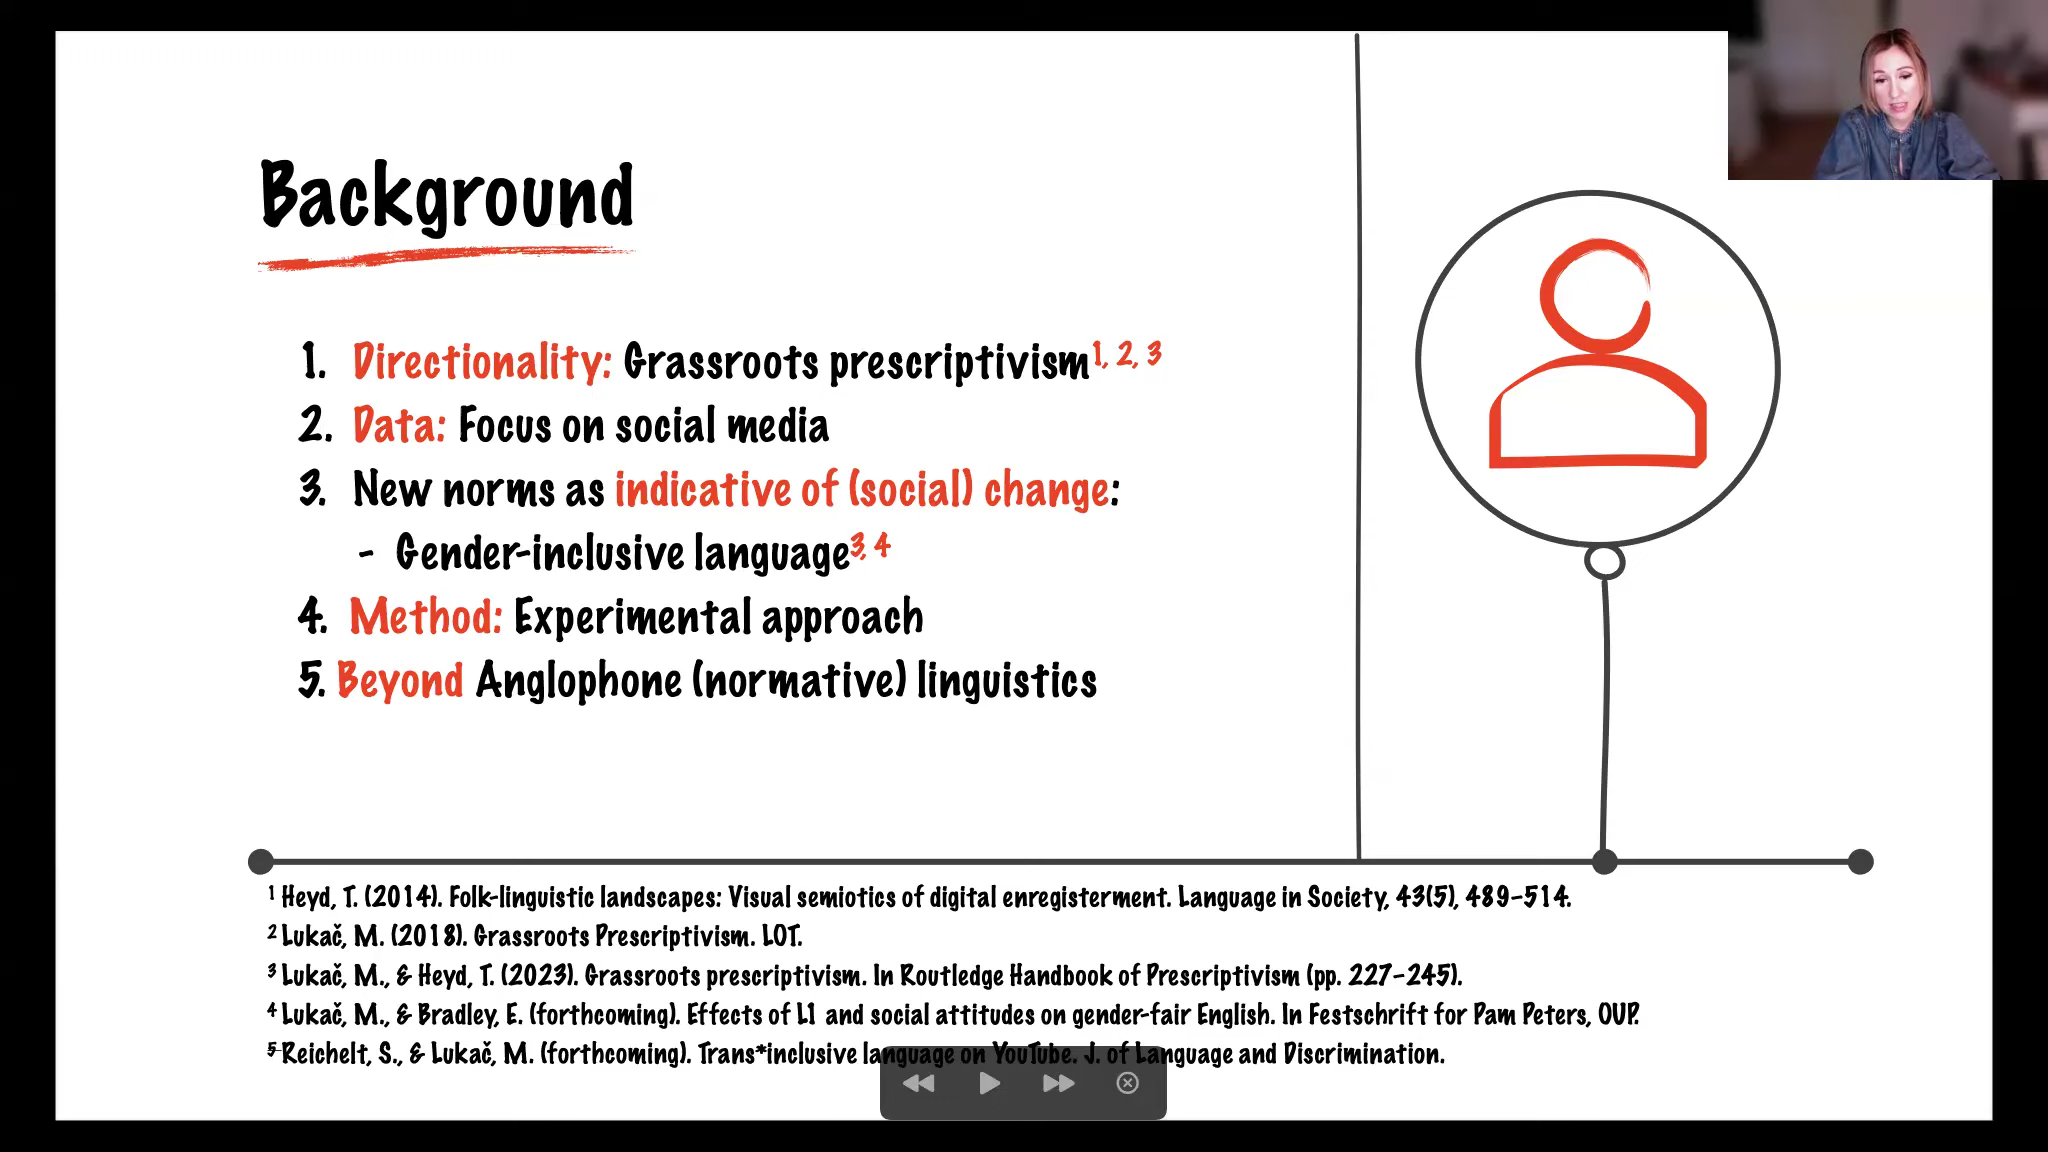 Background
1. Directionality: Grassroots prescriptivism1, 2, 3
2. Data: Focus on social media
3. New norms as indicative of (social) change:
- Gender-inclusive language3, 4
4. Method: Experimental approach
5. Beyond Anglophone (normative) linguistics
1 Heyd, T. (2014). Folk-linguistic landscapes: Visual semiotics of digital enregisterment. Language in Society, 43(5), 489–514.
2 Lukač, M. (2018). Grassroots Prescriptivism. LOT.
3 Lukač, M., & Heyd, T. (2023). Grassroots prescriptivism. In Routledge Handbook of Prescriptivism (pp. 227–245).
4 Lukač, M., & Bradley, E. (forthcoming). Effects of L1 and social attitudes on gender-fair English. In Festschrift for Pam Peters, OUP.
5 Reichelt, S., & Lukač, M. (forthcoming). Trans*inclusive language on YouTube. J. of Language and Discrimination.